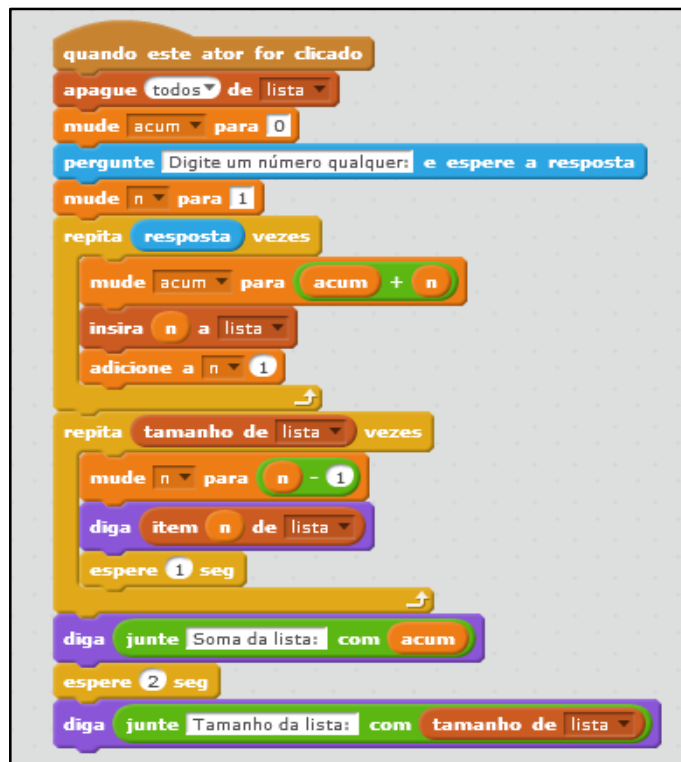 quando este ator for clicado
apague todos de lista
mude acum para 0
pergunte Digite um número qualquer: e espere a resposta
mude n para 1
repita resposta vezes
mude acum para acum + n
insira n a lista
adicione a n 1
repita tamanho de lista vezes
mude n para n - 1
diga item n de lista
espere 1 seg
diga junte Soma da lista: com acum
espere 2 seg
diga junte Tamanho da lista: com tamanho de lista